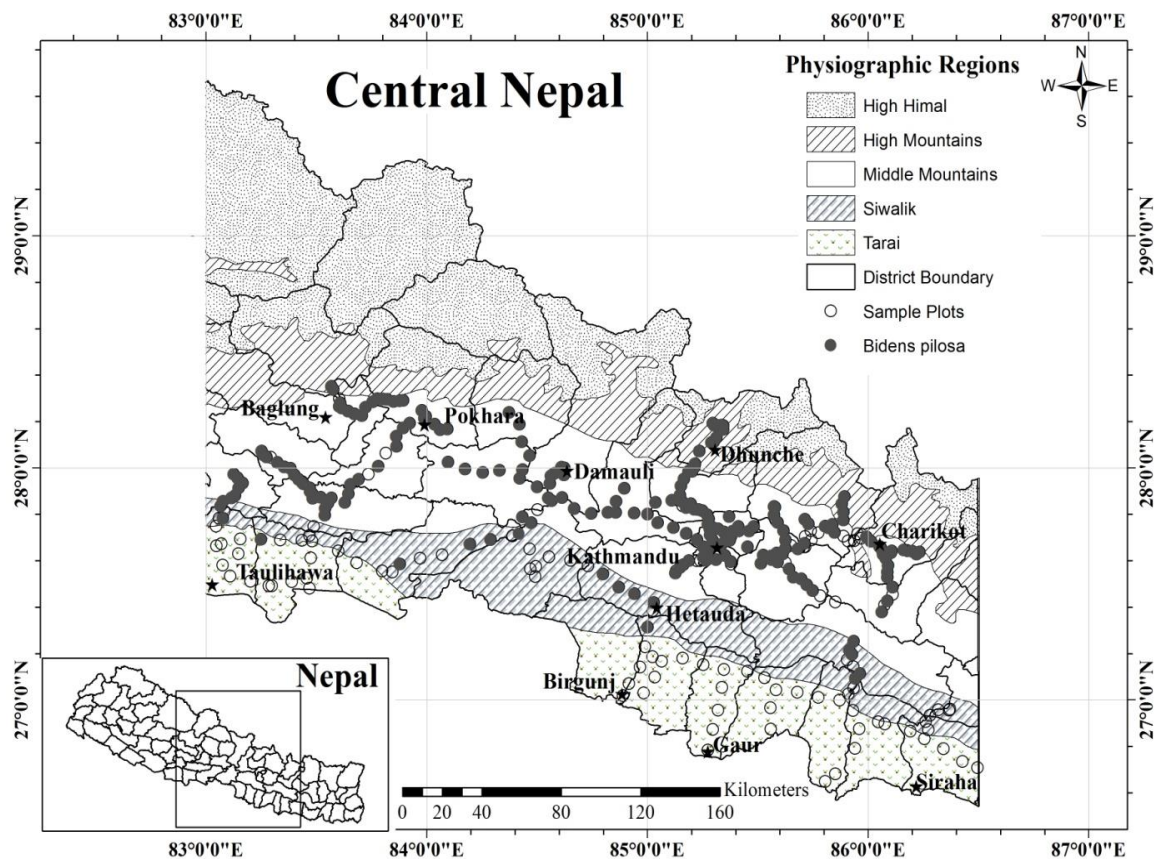 83°0'0"E 84°0'0"E 85°0'0"E 86°0'0"E 87°0'0"E
Central Nepal
Physiographic Regions
High Himal
High Mountains
Middle Mountains
Siwalik
Tarai
District Boundary
Sample Plots
Bidens pilosa
N
W E
S
29°0'0"N
29°0'0"N
28°0'0"N
28°0'0"N
27°0'0"N
27°0'0"N
Baglung
Pokhara
Dhunche
Damauli
Charikot
Kathmandu
Taulihawa
Hetauda
Birgunj
Gaur
Siraha
Nepal
Kilometers
0 20 40 80 120 160
83°0'0"E 84°0'0"E 85°0'0"E 86°0'0"E 87°0'0"E